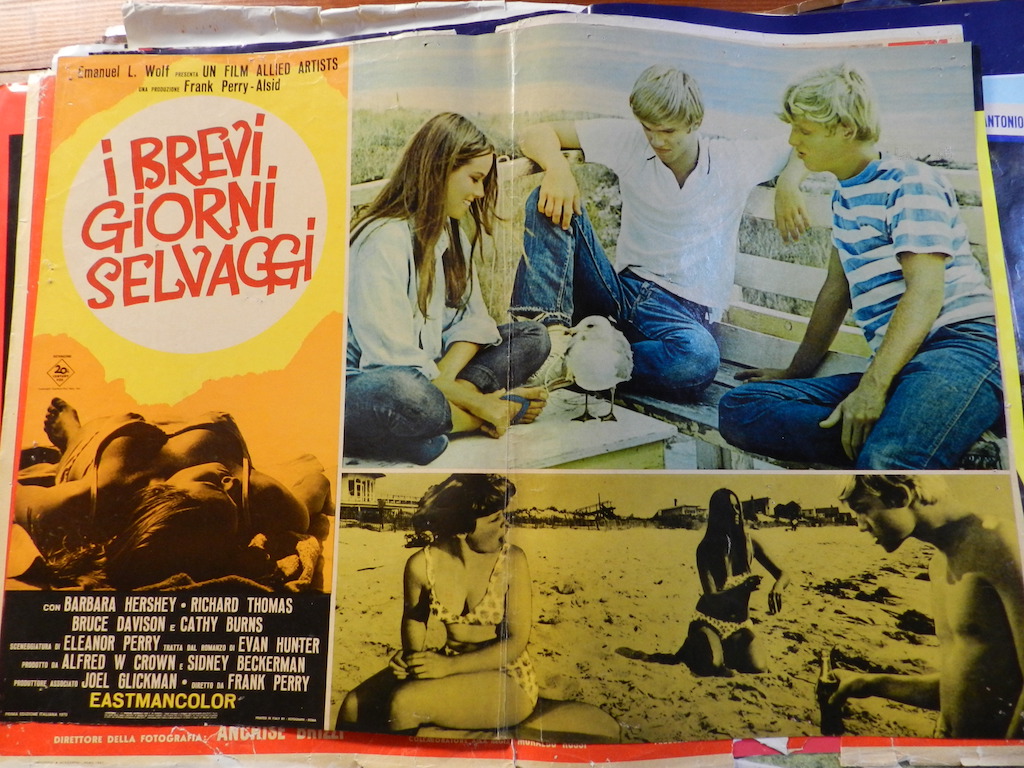 Emanuel L. Wolf PRESENTA UN FILM ALLIED ARTISTS
UNA PRODUZIONE Frank Perry-Alsid
i BREVi
GiORNi
SELVAGGi
20
CON BARBARA HERSHEY • RICHARD THOMAS
BRUCE DAVISON E CATHY BURNS
SCENEGGIATURA DI ELEANOR PERRY TRATTA DAL ROMANZO DI EVAN HUNTER
PRODOTTO DA ALFRED W CROWN E SIDNEY BECKERMAN
PRODUTTORE ASSOCIATO JOEL GLICKMAN • DIRETTO DA FRANK PERRY
EASTMANCOLOR
DIRETTORE DELLA FOTOGRAFIA:
ANTONIO